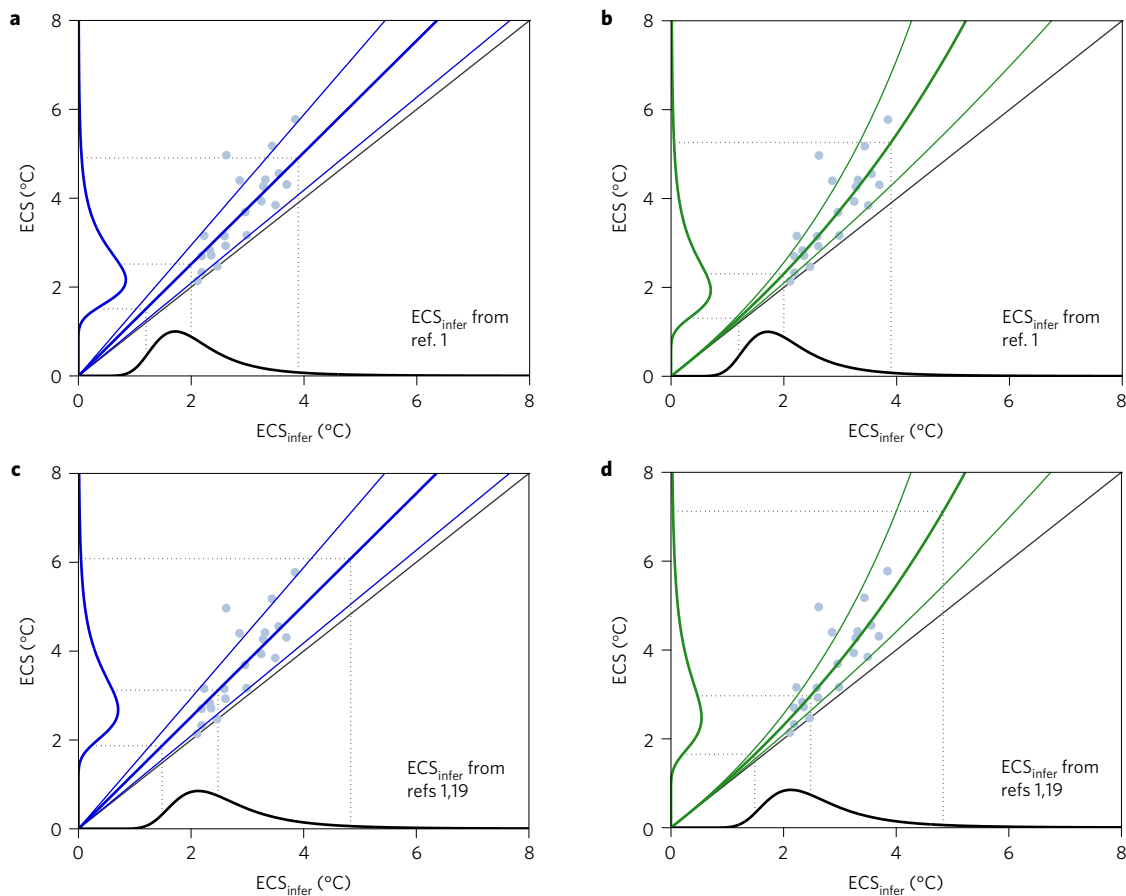 a
8
6
4
2
0
ECS (°C)
0 2 4 6 8
ECSinfer (°C)
ECSinfer from
ref. 1
b
8
6
4
2
0
ECS (°C)
0 2 4 6 8
ECSinfer (°C)
ECSinfer from
ref. 1
c
8
6
4
2
0
ECS (°C)
0 2 4 6 8
ECSinfer (°C)
ECSinfer from
refs 1,19
d
8
6
4
2
0
ECS (°C)
0 2 4 6 8
ECSinfer (°C)
ECSinfer from
refs 1,19